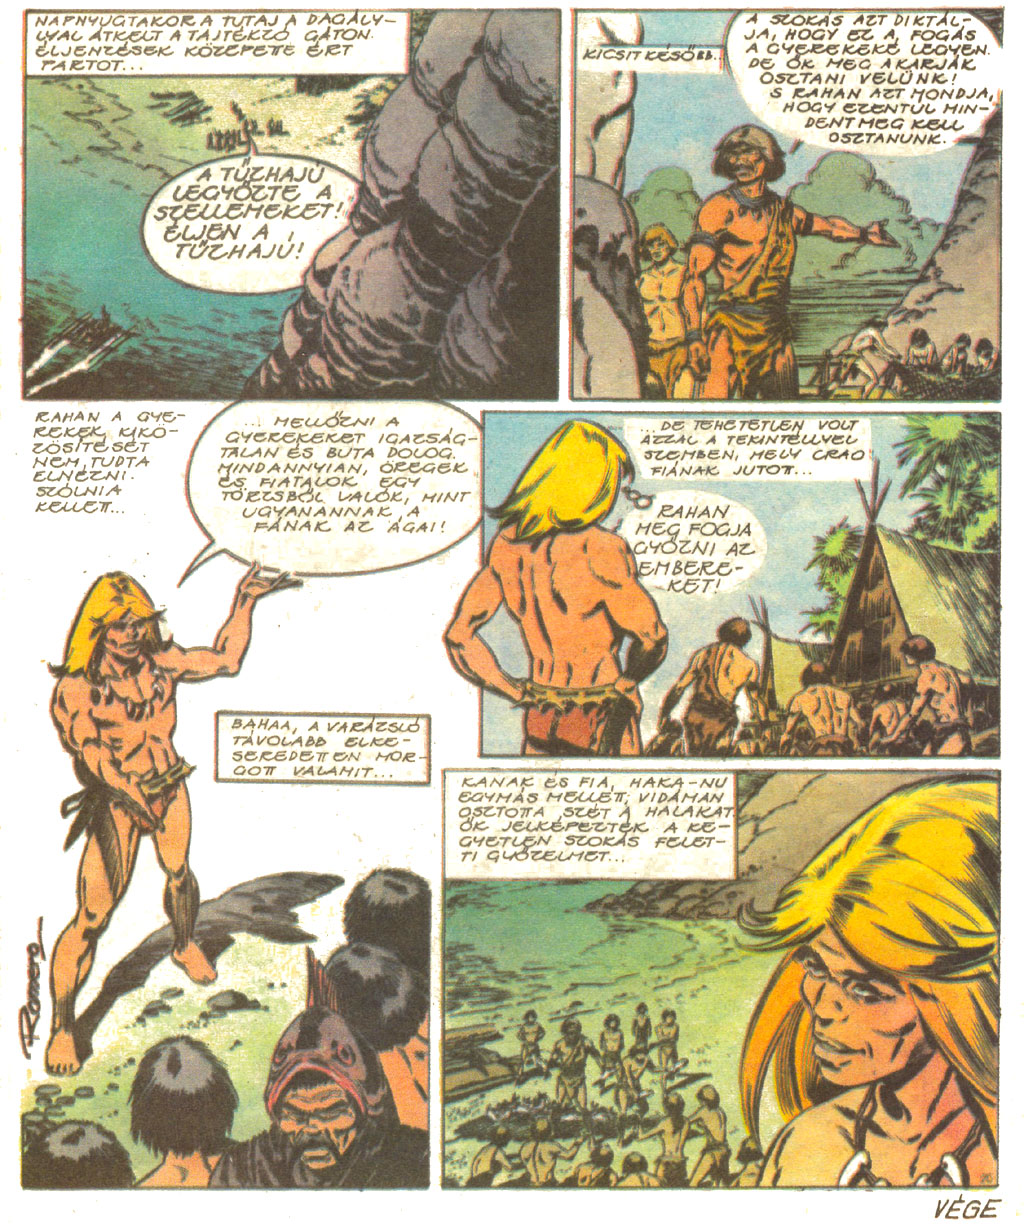 NAPNYUGTAKOR A TUTAJ A DAGÁLY-
LYAL ÁTKELT A TAJTÉKZÓ GÁTON.
ÉLJENZÉSEK KÖZEPETTE ÉRT
PARTOT...
A TŰZHAJÚ
LEGYŐZTE A
SZELLEMEKET!
ÉLJEN A
TŰZHAJÚ!
KICSIT KÉSŐBB...
A SZOKÁS AZT DIKTÁL-
JA, HOGY EZ A FOGÁS
A GYEREKEKÉ LEGYEN.
DE ŐK MEG AKARJÁK
OSZTANI VELÜNK!
S RAHAN AZT MONDJA,
HOGY EZENTÚL MIN-
DENT MEG KELL
OSZTANUNK.
RAHAN A GYE-
REKEK KIKÖ-
ZÖSÍTÉSÉT
NEM TUDTA
ELNÉZNI.
SZÓLNIA
KELLETT...
... MELLŐZNI A
GYEREKEKET IGAZSÁG-
TALAN ÉS BUTA DOLOG.
MINDANNYIAN, ÖREGEK
ÉS FIATALOK EGY
TÖRZSBŐL VALÓK, MINT
UGYANANNAK A
FÁNAK AZ ÁGAI!
... DE TEHETETLEN VOLT
AZZAL A TEKINTÉLLYEL
SZEMBEN, MELY CRAO
FIÁNAK JUTOTT...
RAHAN
MEG FOGJA
GYŐZNI AZ
EMBERE-
KET!
BAHAA, A VARÁZSLÓ
TÁVOLABB ELKE-
SEREDETTEN MOR-
GOTT VALAMIT...
KANAK ÉS FIA, HAKA-NU
EGYMÁS MELLETT, VIDÁMAN
OSZTOTTA SZÉT A HALAKAT.
ŐK JELKÉPEZTÉK A KE-
GYETLEN SZOKÁS FELET-
TI GYŐZELMET...
Romero
VÉGE